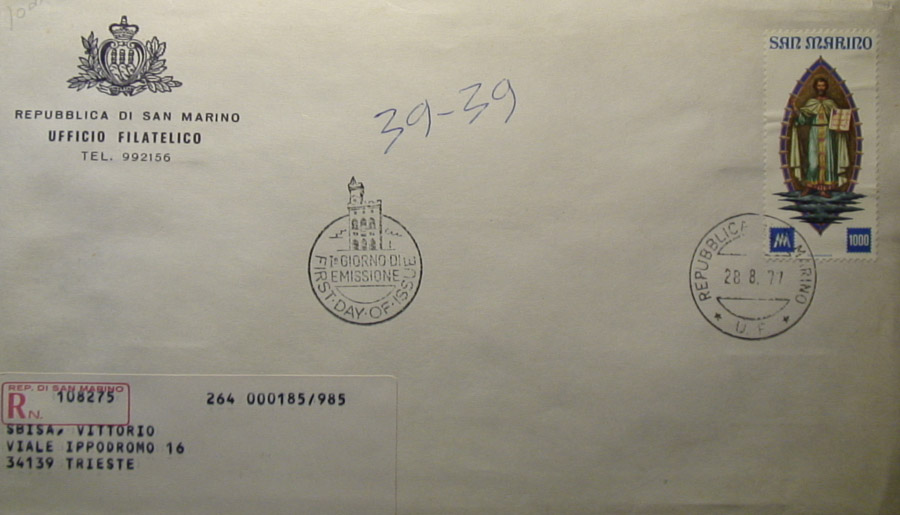 REPUBBLICA DI SAN MARINO
UFFICIO FILATELICO
TEL. 992156
39-39
SAN MARINO
1000
1º GIORNO DI
EMISSIONE
FIRST·DAY·OF·ISSUE
REPUBBLICA MARINO
28 8. 77
U. F
REP. DI SAN MARINO
R N. 108275
264 000185/985
SBISA, VITTORIO
VIALE IPPODROMO 16
34139 TRIESTE